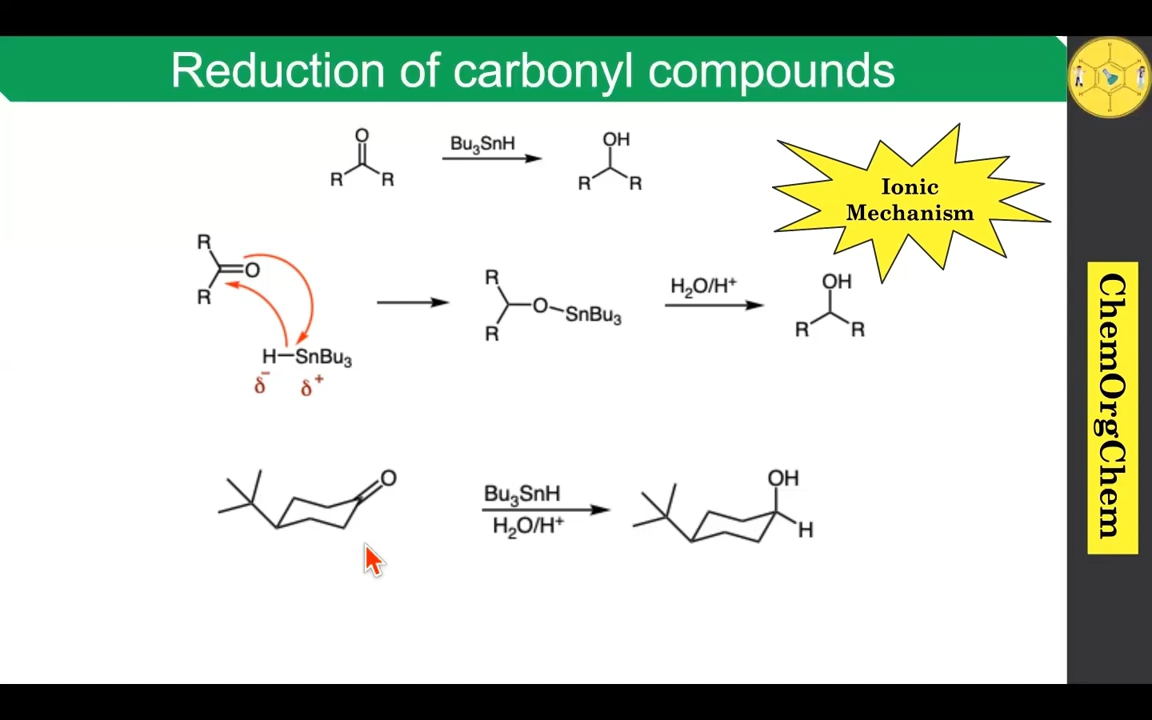 Reduction of carbonyl compounds
O
R R
Bu₃SnH
OH
R R
Ionic
Mechanism
R
O
R
H–SnBu₃
δ⁻ δ⁺
R
O–SnBu₃
R
H₂O/H⁺
OH
R R
O
Bu₃SnH
H₂O/H⁺
OH
H
ChemOrgChem